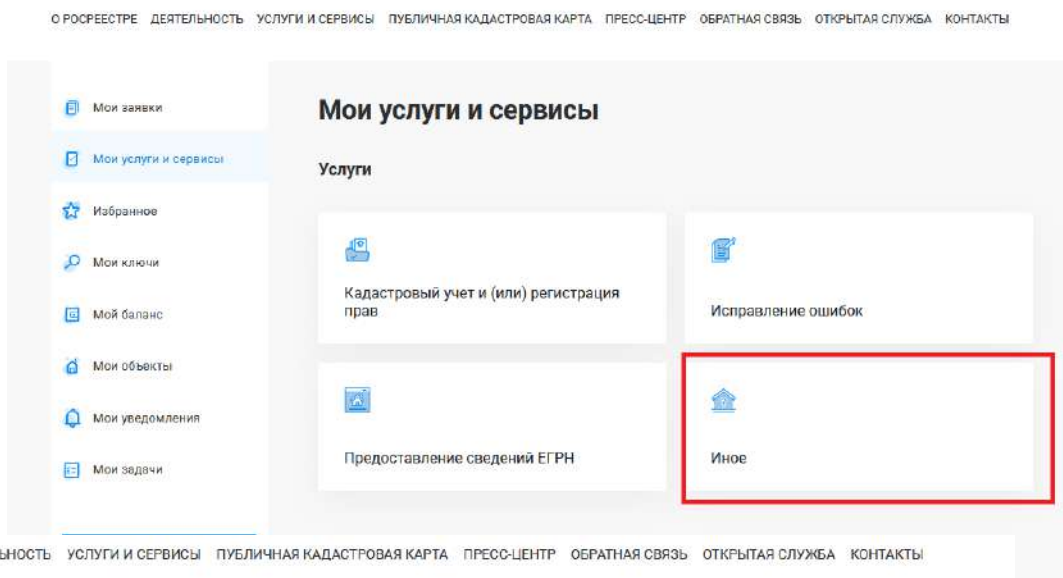 О РОСРЕЕСТРЕ ДЕЯТЕЛЬНОСТЬ УСЛУГИ И СЕРВИСЫ ПУБЛИЧНАЯ КАДАСТРОВАЯ КАРТА ПРЕСС-ЦЕНТР ОБРАТНАЯ СВЯЗЬ ОТКРЫТАЯ СЛУЖБА КОНТАКТЫ
Мои заявки
Мои услуги и сервисы
Избранное
Мои ключи
Мой баланс
Мои объекты
Мои уведомления
Мои задачи
Мои услуги и сервисы
Услуги
Кадастровый учет и (или) регистрация
прав
Исправление ошибок
Предоставление сведений ЕГРН
Иное
ЬНОСТЬ УСЛУГИ И СЕРВИСЫ ПУБЛИЧНАЯ КАДАСТРОВАЯ КАРТА ПРЕСС-ЦЕНТР ОБРАТНАЯ СВЯЗЬ ОТКРЫТАЯ СЛУЖБА КОНТАКТЫ